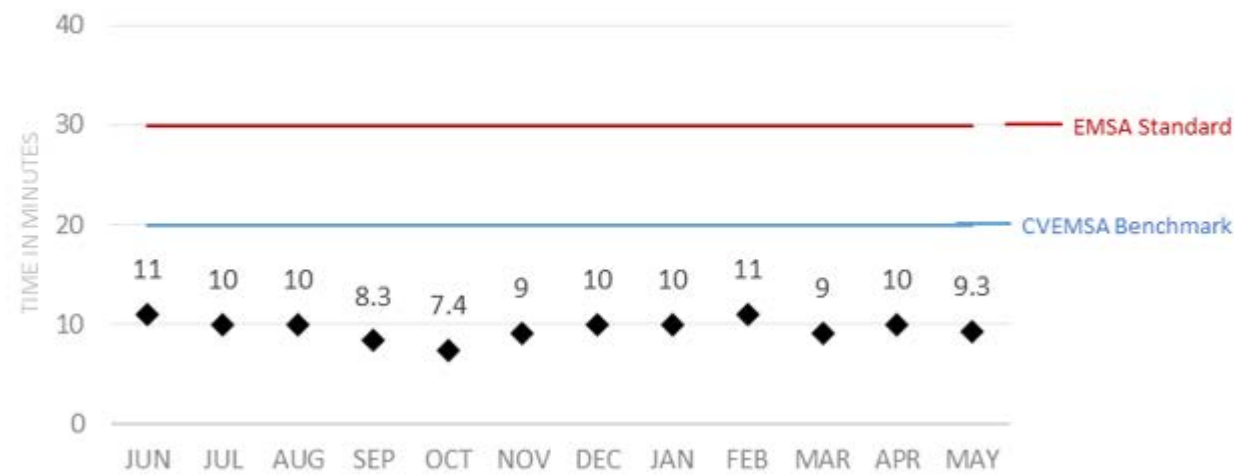 40
30
20
10
0
TIME IN MINUTES
EMSA Standard
CVEMSA Benchmark
11 10 10 8.3 7.4 9 10 10 11 9 10 9.3
JUN JUL AUG SEP OCT NOV DEC JAN FEB MAR APR MAY